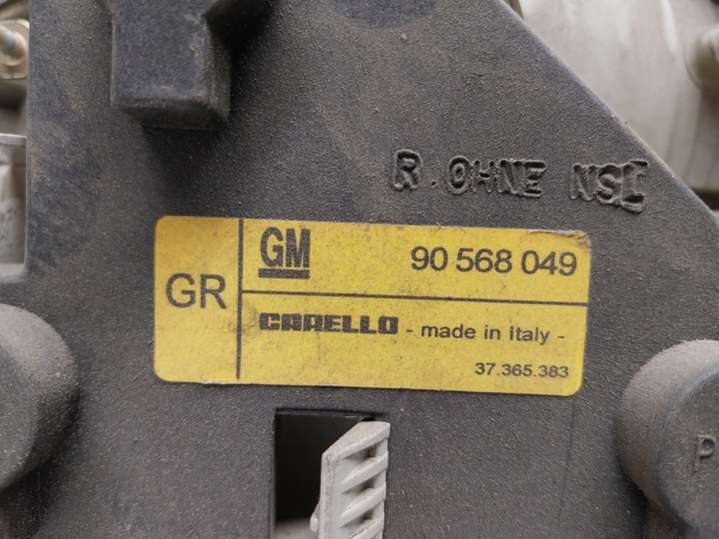 R. OHNE NSL
GR
GM 90 568 049
CARELLO - made in Italy -
37.365.383
P